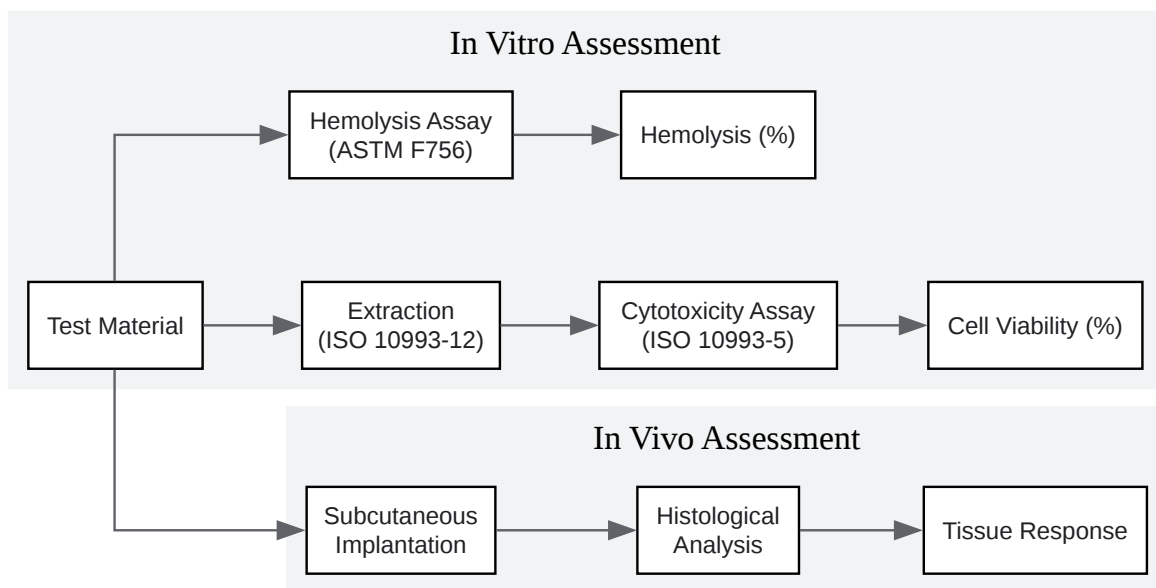 In Vitro Assessment
Hemolysis Assay
(ASTM F756)
Hemolysis (%)
Test Material
Extraction
(ISO 10993-12)
Cytotoxicity Assay
(ISO 10993-5)
Cell Viability (%)
In Vivo Assessment
Subcutaneous
Implantation
Histological
Analysis
Tissue Response